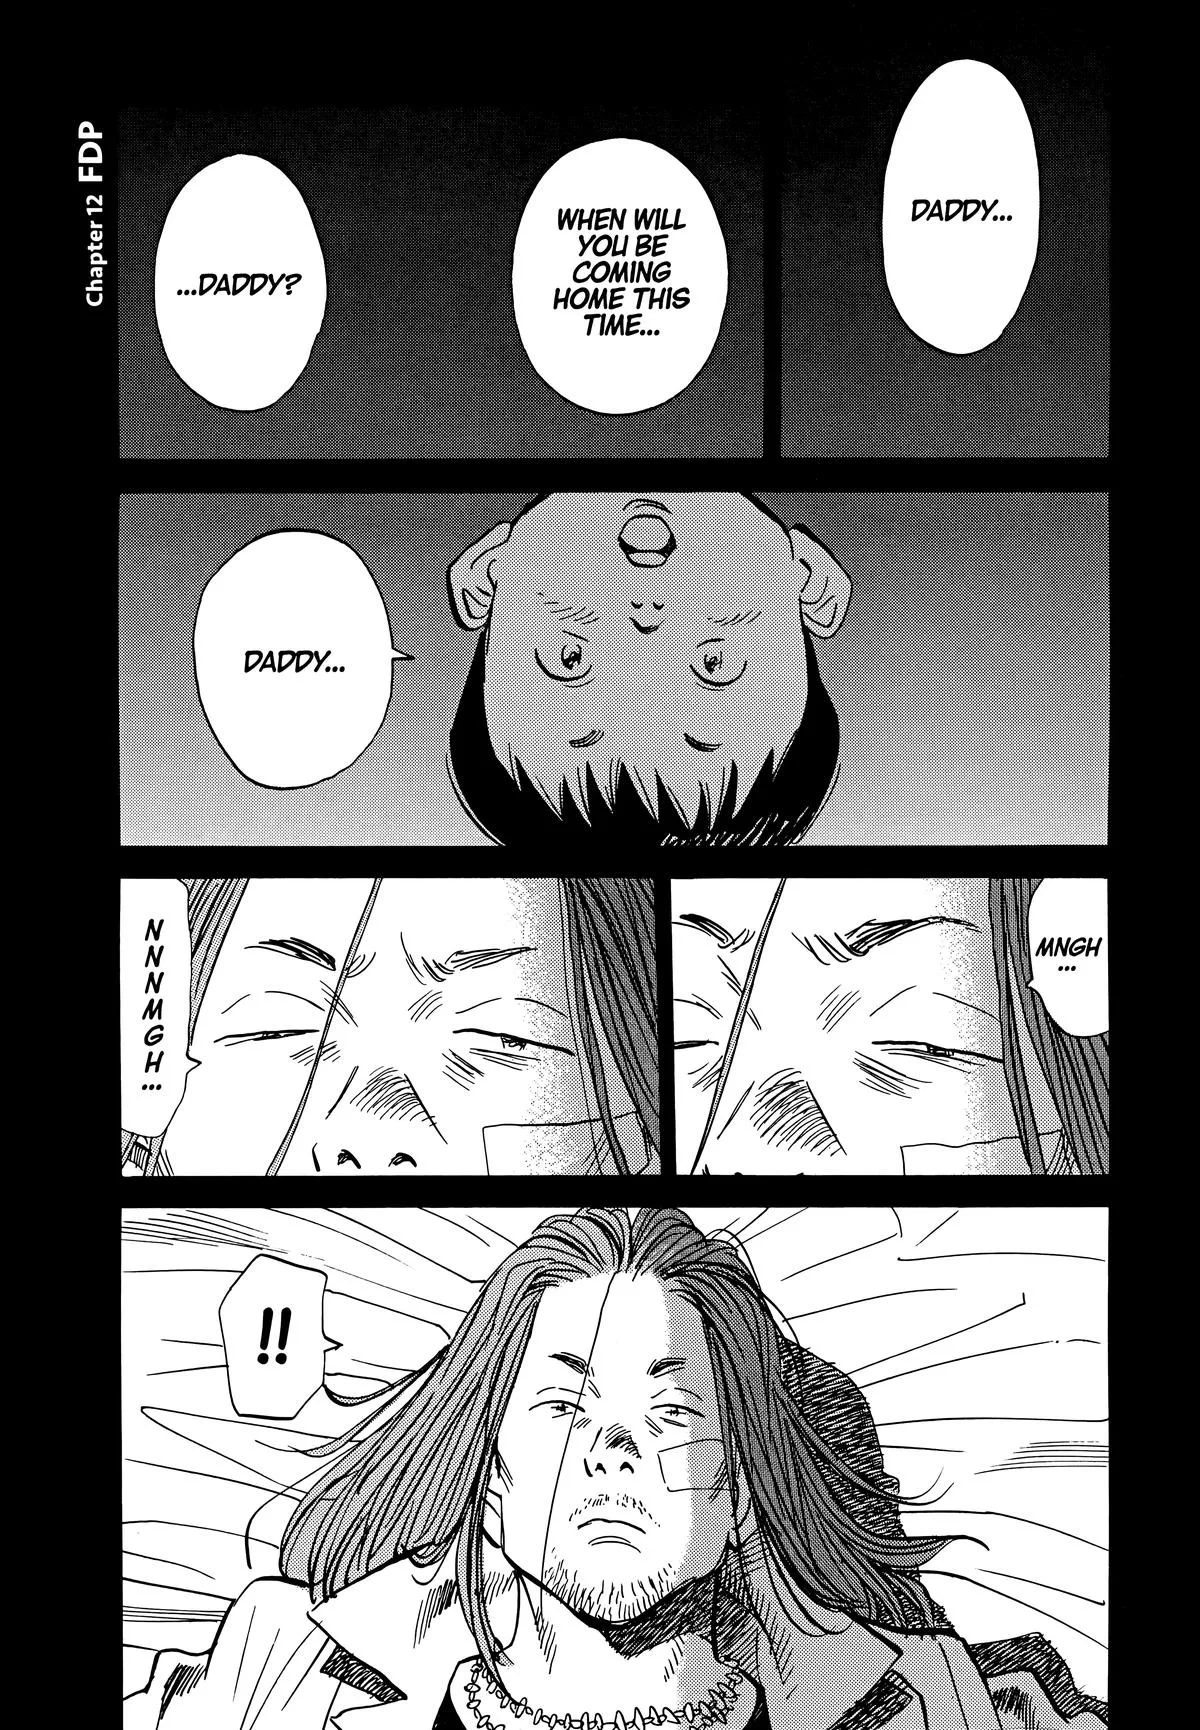 Chapter 12 FDP
DADDY...
WHEN WILL
YOU BE
COMING
HOME THIS
TIME...
...DADDY?
DADDY...
MNGH
...
NNNMGH...
!!